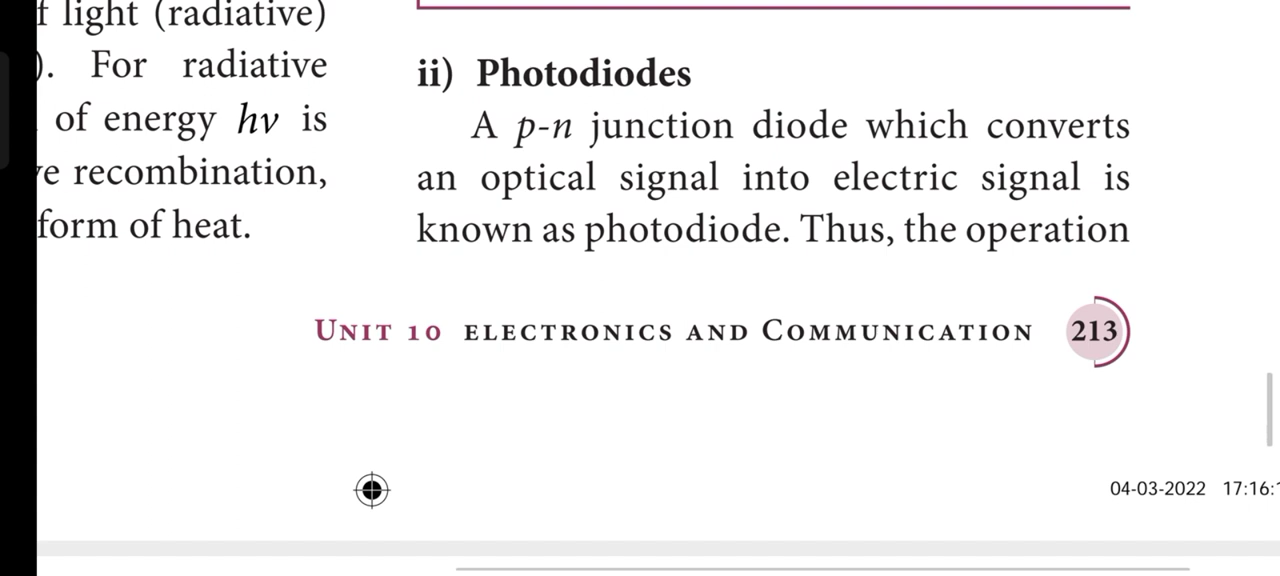 light (radiative)
). For radiative
of energy hν is
recombination,
form of heat.
ii) Photodiodes
A p-n junction diode which converts
an optical signal into electric signal is
known as photodiode. Thus, the operation
Unit 10 electronics and Communication 213
04-03-2022 17:16: